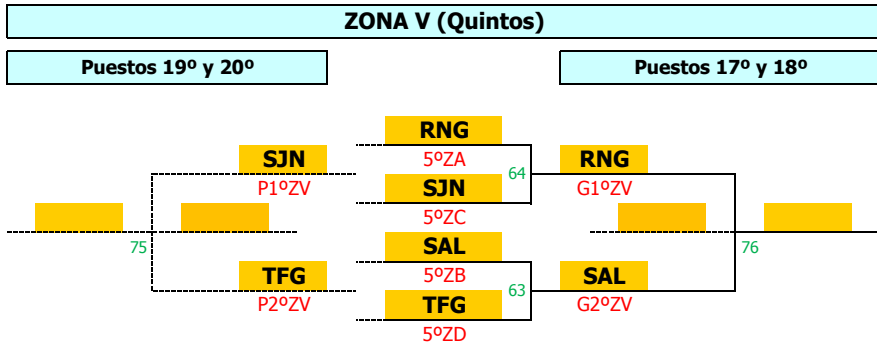 ZONA V (Quintos)
Puestos 19º y 20º
Puestos 17º y 18º
RNG
5ºZA
SJN
P1ºZV
64
RNG
G1ºZV
SJN
5ºZC
75
76
SAL
5ºZB
TFG
P2ºZV
63
SAL
G2ºZV
TFG
5ºZD